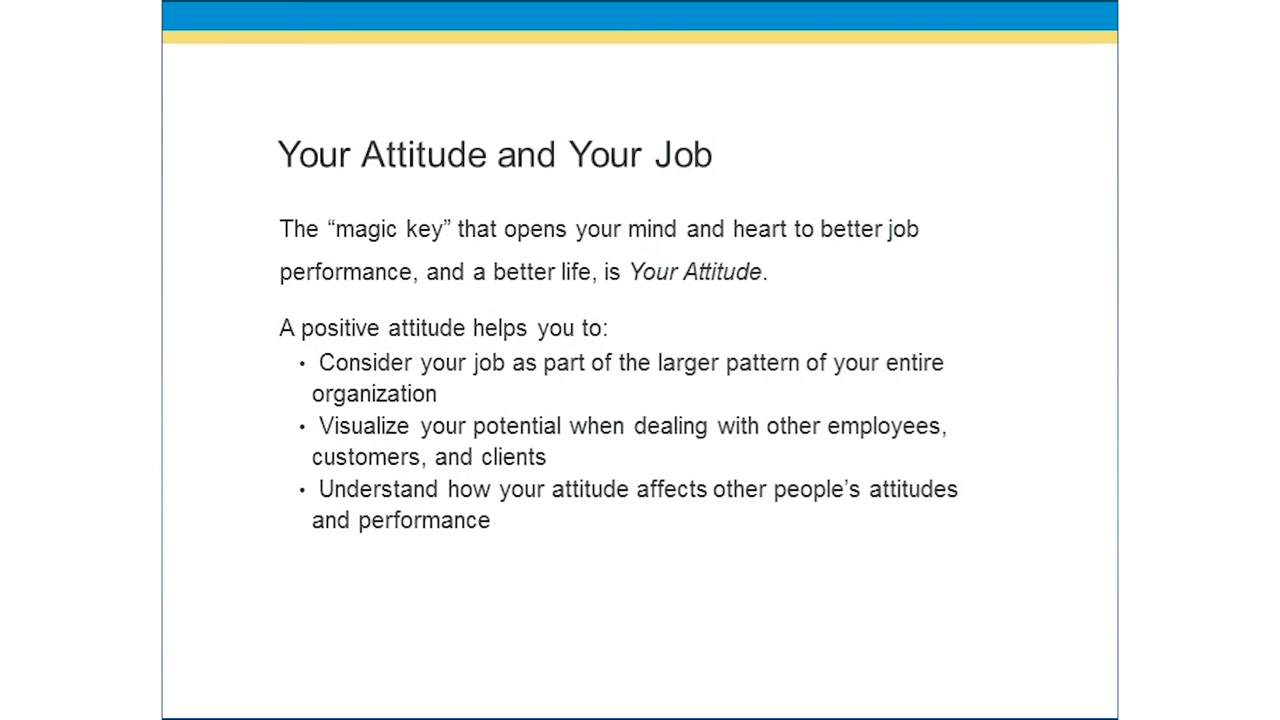 Your Attitude and Your Job
The “magic key” that opens your mind and heart to better job
performance, and a better life, is Your Attitude.
A positive attitude helps you to:
• Consider your job as part of the larger pattern of your entire
organization
• Visualize your potential when dealing with other employees,
customers, and clients
• Understand how your attitude affects other people’s attitudes
and performance